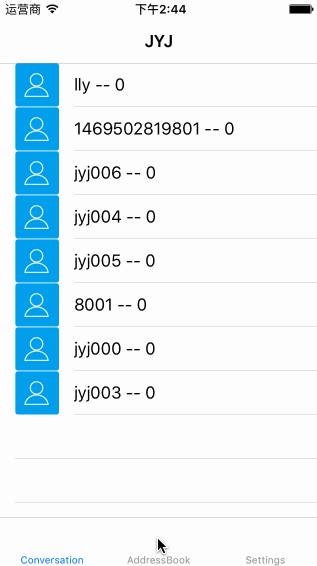 运营商 下午2:44
JYJ
lly -- 0
1469502819801 -- 0
jyj006 -- 0
jyj004 -- 0
jyj005 -- 0
8001 -- 0
jyj000 -- 0
jyj003 -- 0
Conversation AddressBook Settings